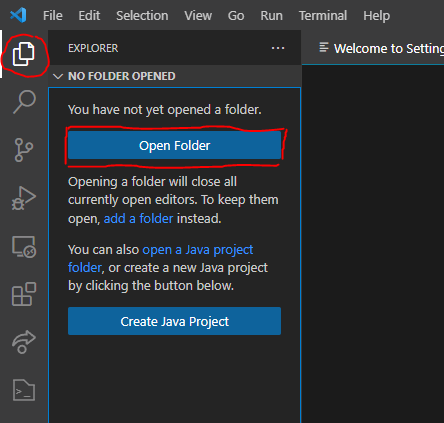 File Edit Selection View Go Run Terminal Help
EXPLORER
Welcome to Setting
NO FOLDER OPENED
You have not yet opened a folder.
Open Folder
Opening a folder will close all
currently open editors. To keep them
open, add a folder instead.
You can also open a Java project
folder, or create a new Java project
by clicking the button below.
Create Java Project